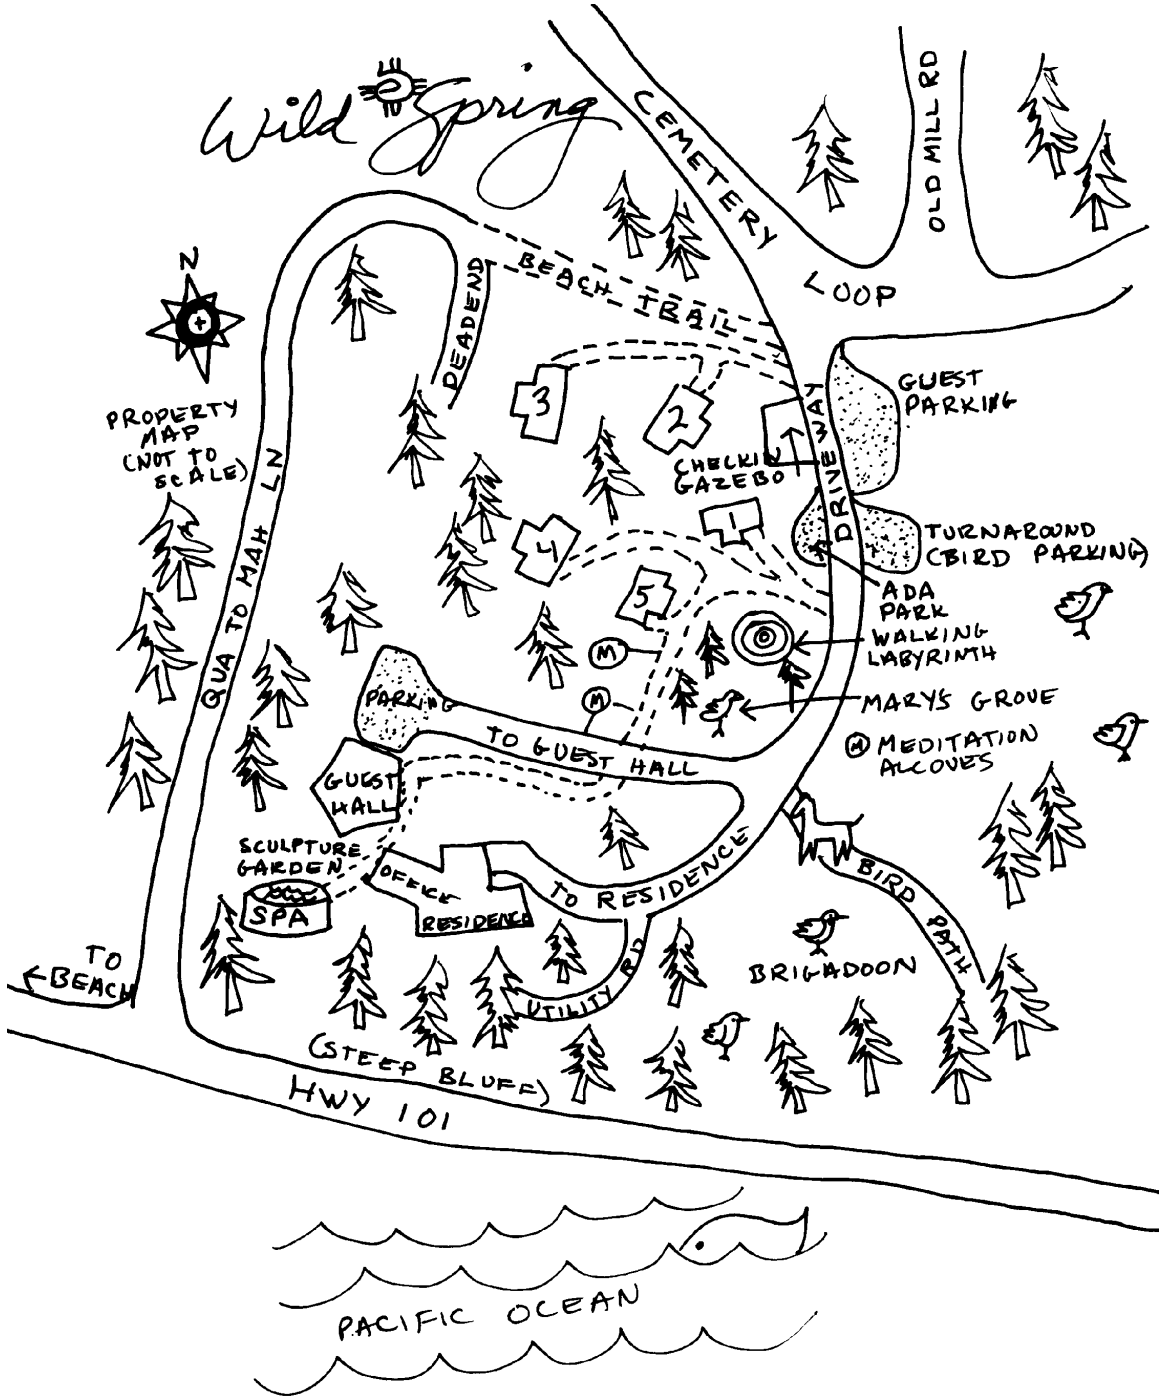 Wild Spring
CEMETERY
LOOP
OLD MILL RD
N
PROPERTY
MAP
(NOT TO
SCALE)
BEACH TRAIL
DEADEND
QUA TO MAH LN
3
2
1
4
5
CHECKIN
GAZEBO
DRIVEWAY
GUEST
PARKING
TURNAROUND
(BIRD PARKING)
ADA
PARK
WALKING
LABYRINTH
MARY'S GROVE
M MEDITATION
ALCOVES
M
M
PARKING
TO GUEST HALL
GUEST
HALL
SCULPTURE
GARDEN
SPA
OFFICE
RESIDENCE
TO RESIDENCE
UTILITY RD
BIRD PATH
BRIGADOON
TO
BEACH
(STEEP BLUFF)
HWY 101
PACIFIC OCEAN